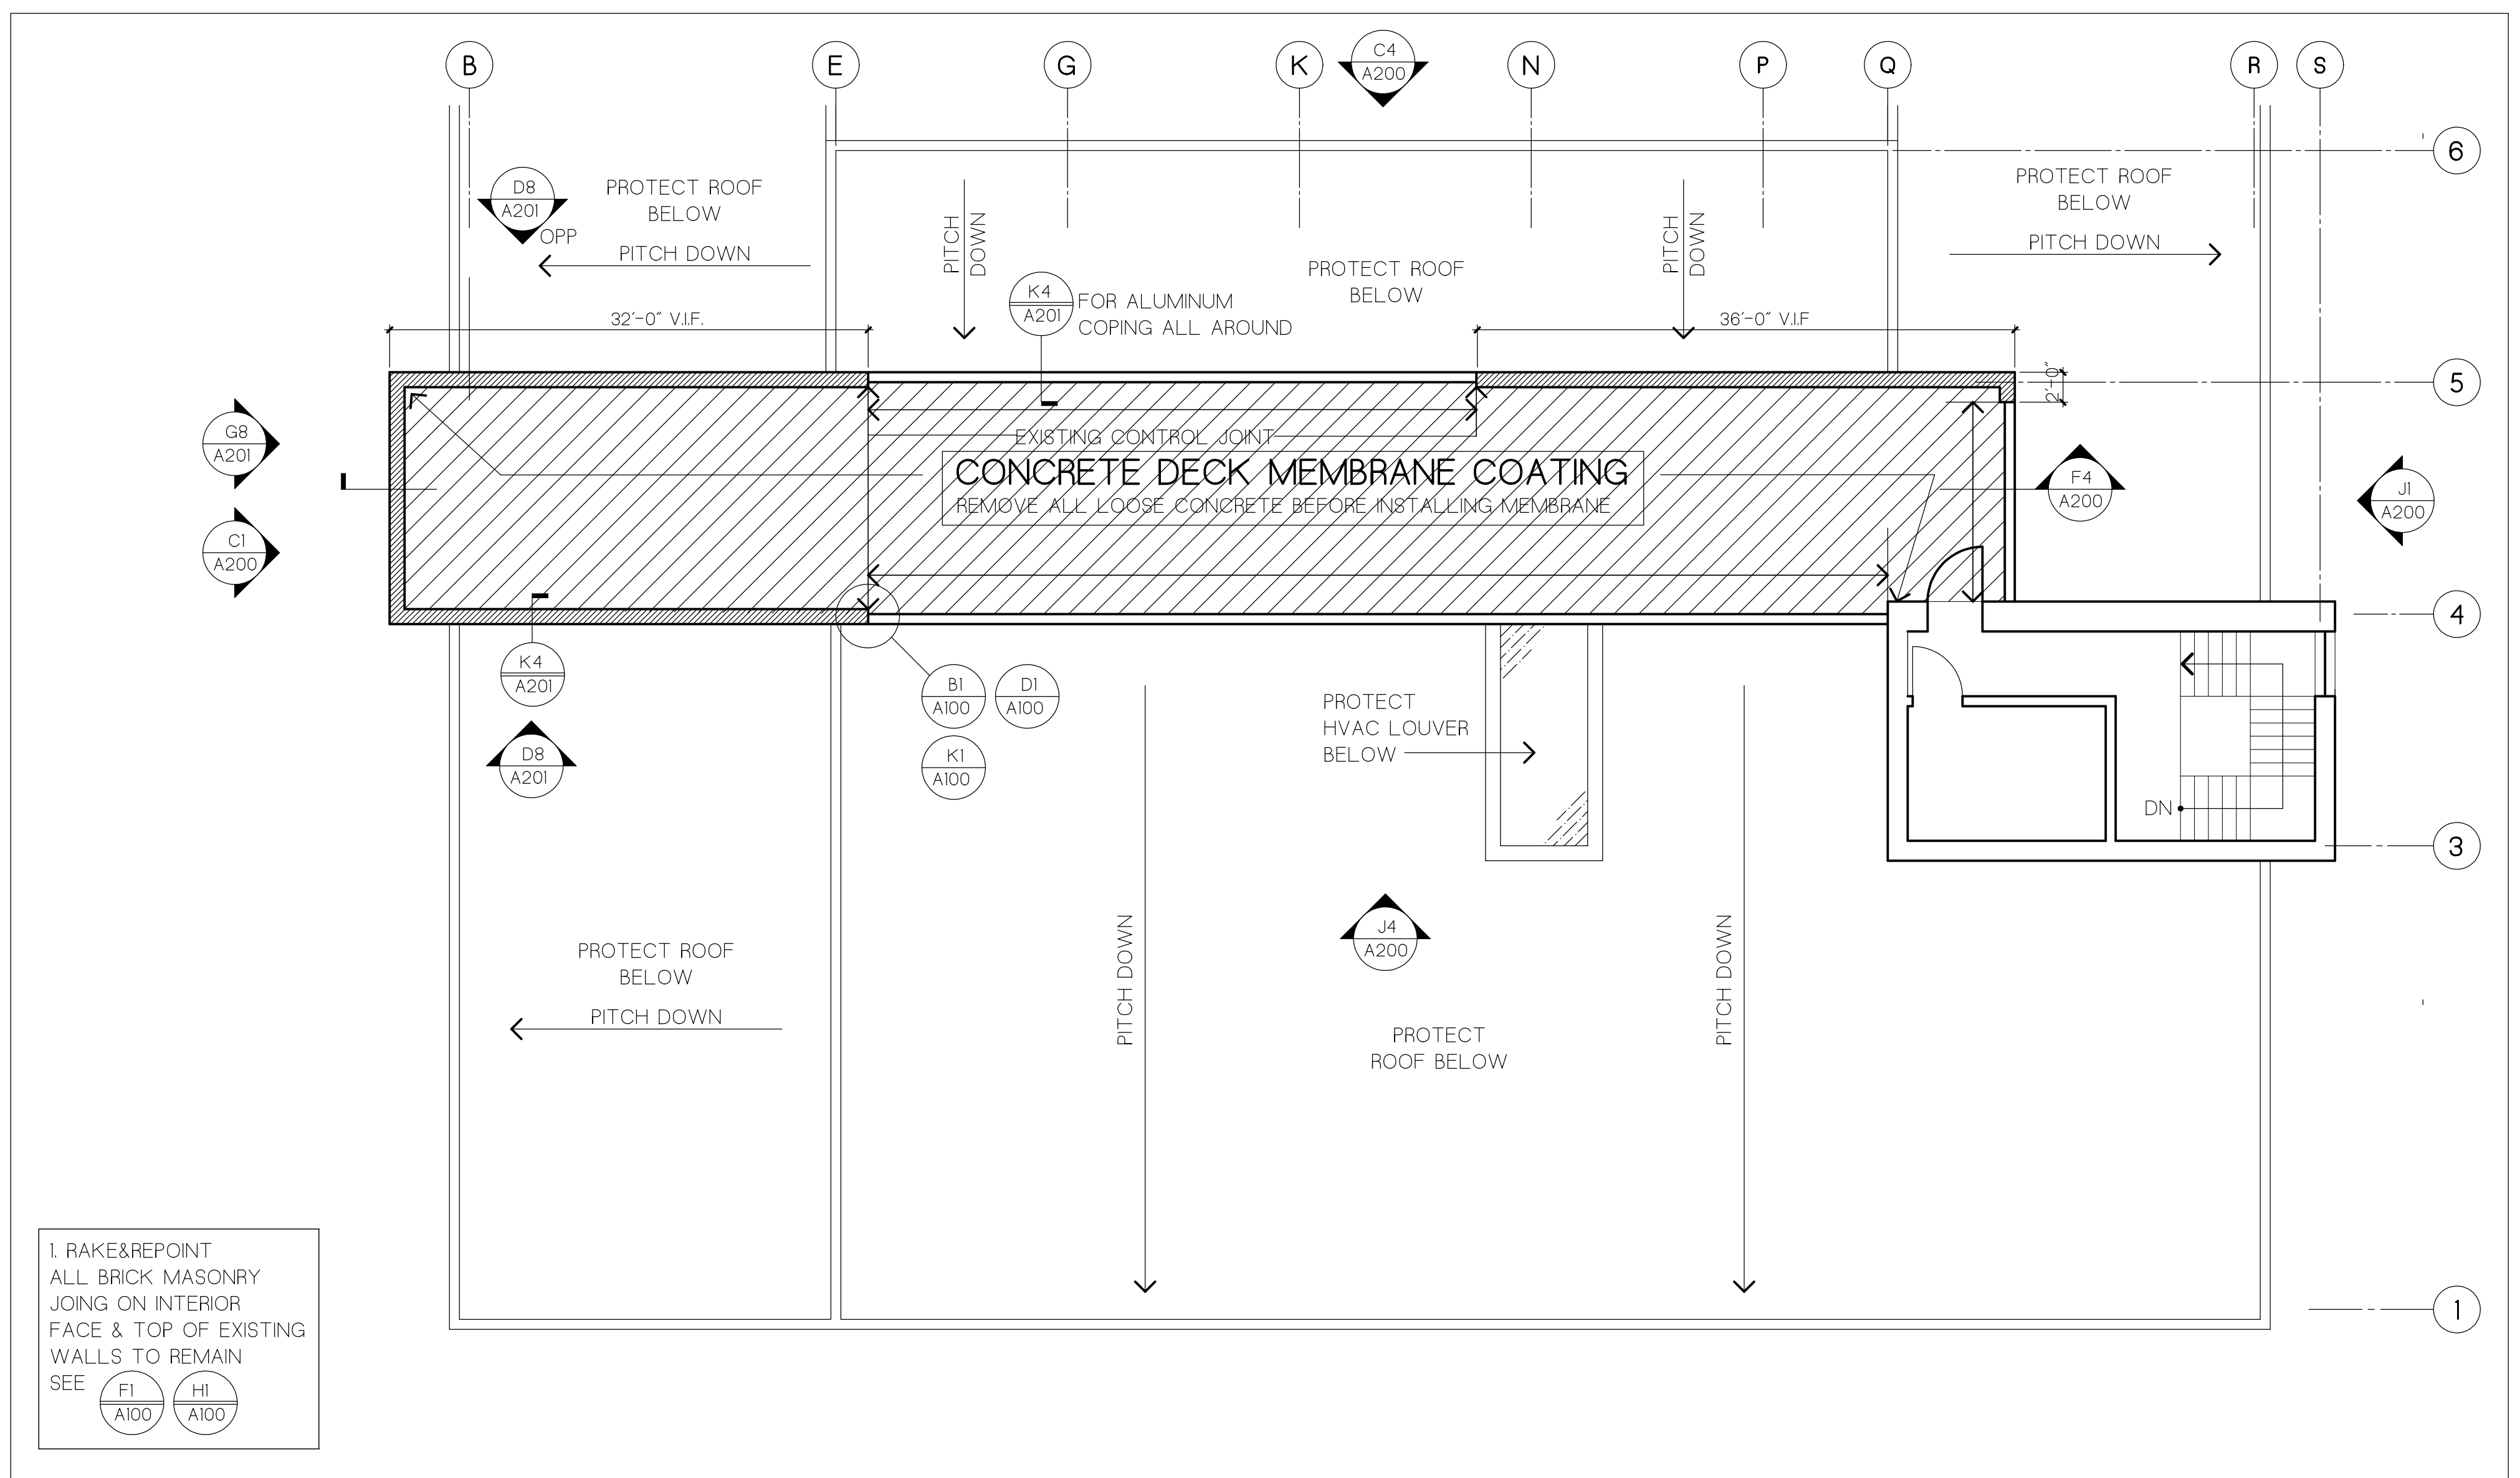 B
E
G
K
C4
A200
N
P
Q
R
S
6
D8
A201
OPP
PROTECT ROOF
BELOW
PITCH DOWN
PITCH
DOWN
PITCH
DOWN
PROTECT ROOF
BELOW
PITCH DOWN
PROTECT ROOF
BELOW
K4
A201
FOR ALUMINUM
COPING ALL AROUND
32'-0" V.I.F.
36'-0" V.I.F
2'-0"
5
G8
A201
C1
A200
EXISTING CONTROL JOINT
CONCRETE DECK MEMBRANE COATING
REMOVE ALL LOOSE CONCRETE BEFORE INSTALLING MEMBRANE
F4
A200
J1
A200
4
K4
A201
D8
A201
B1
A100
D1
A100
K1
A100
PROTECT
HVAC LOUVER
BELOW
DN
3
PROTECT ROOF
BELOW
PITCH DOWN
PITCH DOWN
J4
A200
PROTECT
ROOF BELOW
PITCH DOWN
1
1. RAKE&REPOINT
ALL BRICK MASONRY
JOING ON INTERIOR
FACE & TOP OF EXISTING
WALLS TO REMAIN
SEE
F1
A100
H1
A100